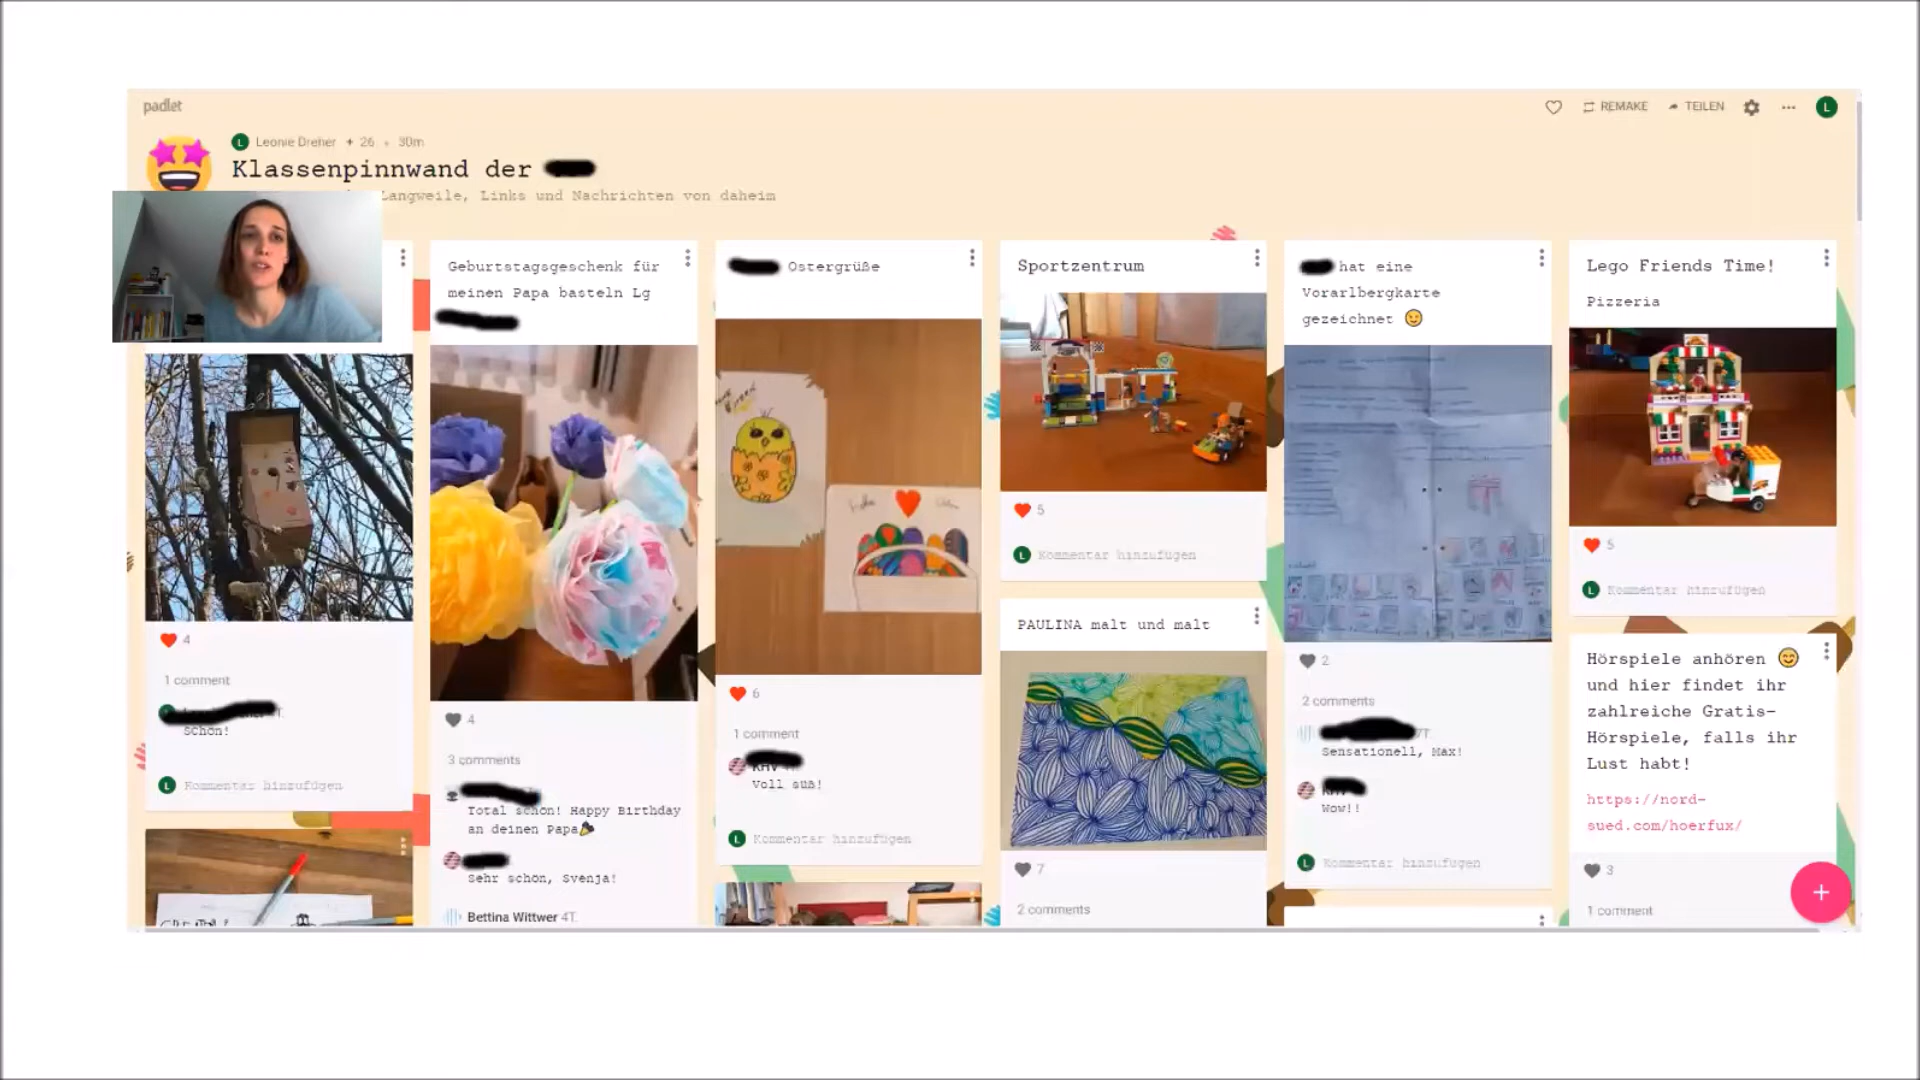 padlet
REMAKE
TEILEN
L
L Leonie Dreher + 26 • 30m
Klassenpinnwand der
Langweile, Links und Nachrichten von daheim
4
1 comment
schön!
L Kommentar hinzufügen
Geburtstagsgeschenk für
meinen Papa basteln Lg
4
3 comments
Total schön! Happy Birthday
an deinen Papa
Sehr schön, Svenja!
Bettina Wittwer 4T.
Ostergrüße
6
1 comment
Voll süß!
L Kommentar hinzufügen
Sportzentrum
5
L Kommentar hinzufügen
PAULINA malt und malt
7
2 comments
hat eine
Vorarlbergkarte
gezeichnet
2
2 comments
Sensationell, Max!
Wow!!
L Kommentar hinzufügen
Lego Friends Time!
Pizzeria
5
L Kommentar hinzufügen
Hörspiele anhören
und hier findet ihr
zahlreiche Gratis-
Hörspiele, falls ihr
Lust habt!
https://nord-
sued.com/hoerfux/
3
1 comment
+